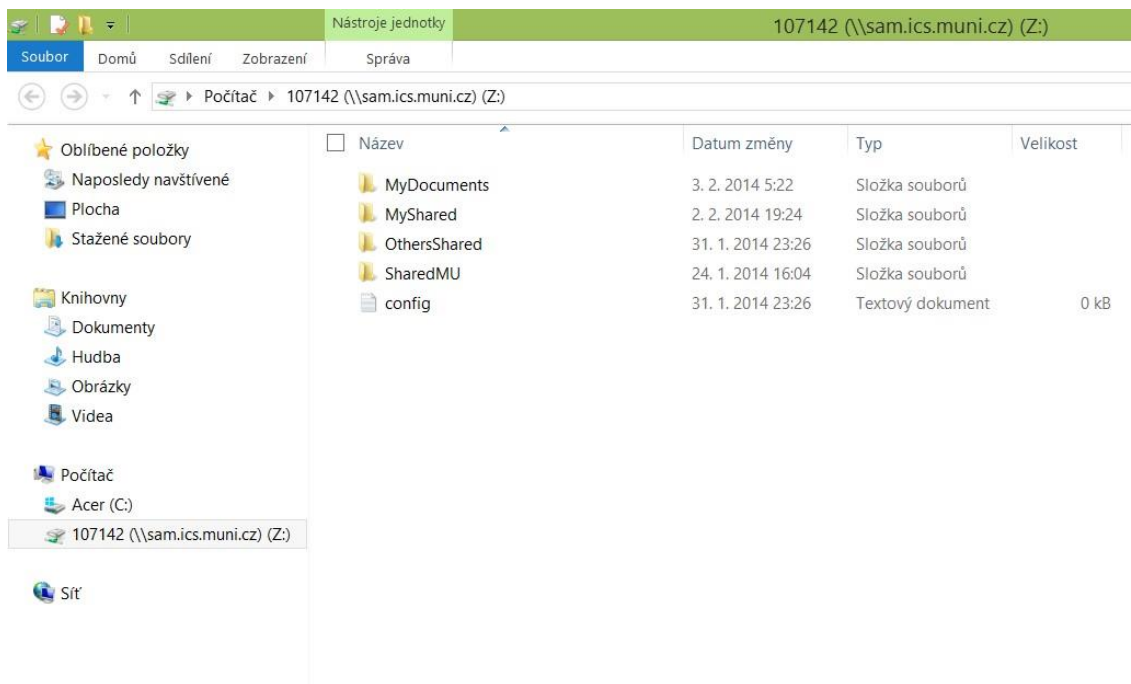 Nástroje jednotky
107142 (\\sam.ics.muni.cz) (Z:)
Soubor Domů Sdílení Zobrazení Správa
Počítač 107142 (\\sam.ics.muni.cz) (Z:)
Oblíbené položky
Naposledy navštívené
Plocha
Stažené soubory
Knihovny
Dokumenty
Hudba
Obrázky
Videa
Počítač
Acer (C:)
107142 (\\sam.ics.muni.cz) (Z:)
Síť
Název Datum změny Typ Velikost
MyDocuments 3. 2. 2014 5:22 Složka souborů
MyShared 2. 2. 2014 19:24 Složka souborů
OthersShared 31. 1. 2014 23:26 Složka souborů
SharedMU 24. 1. 2014 16:04 Složka souborů
config 31. 1. 2014 23:26 Textový dokument 0 kB